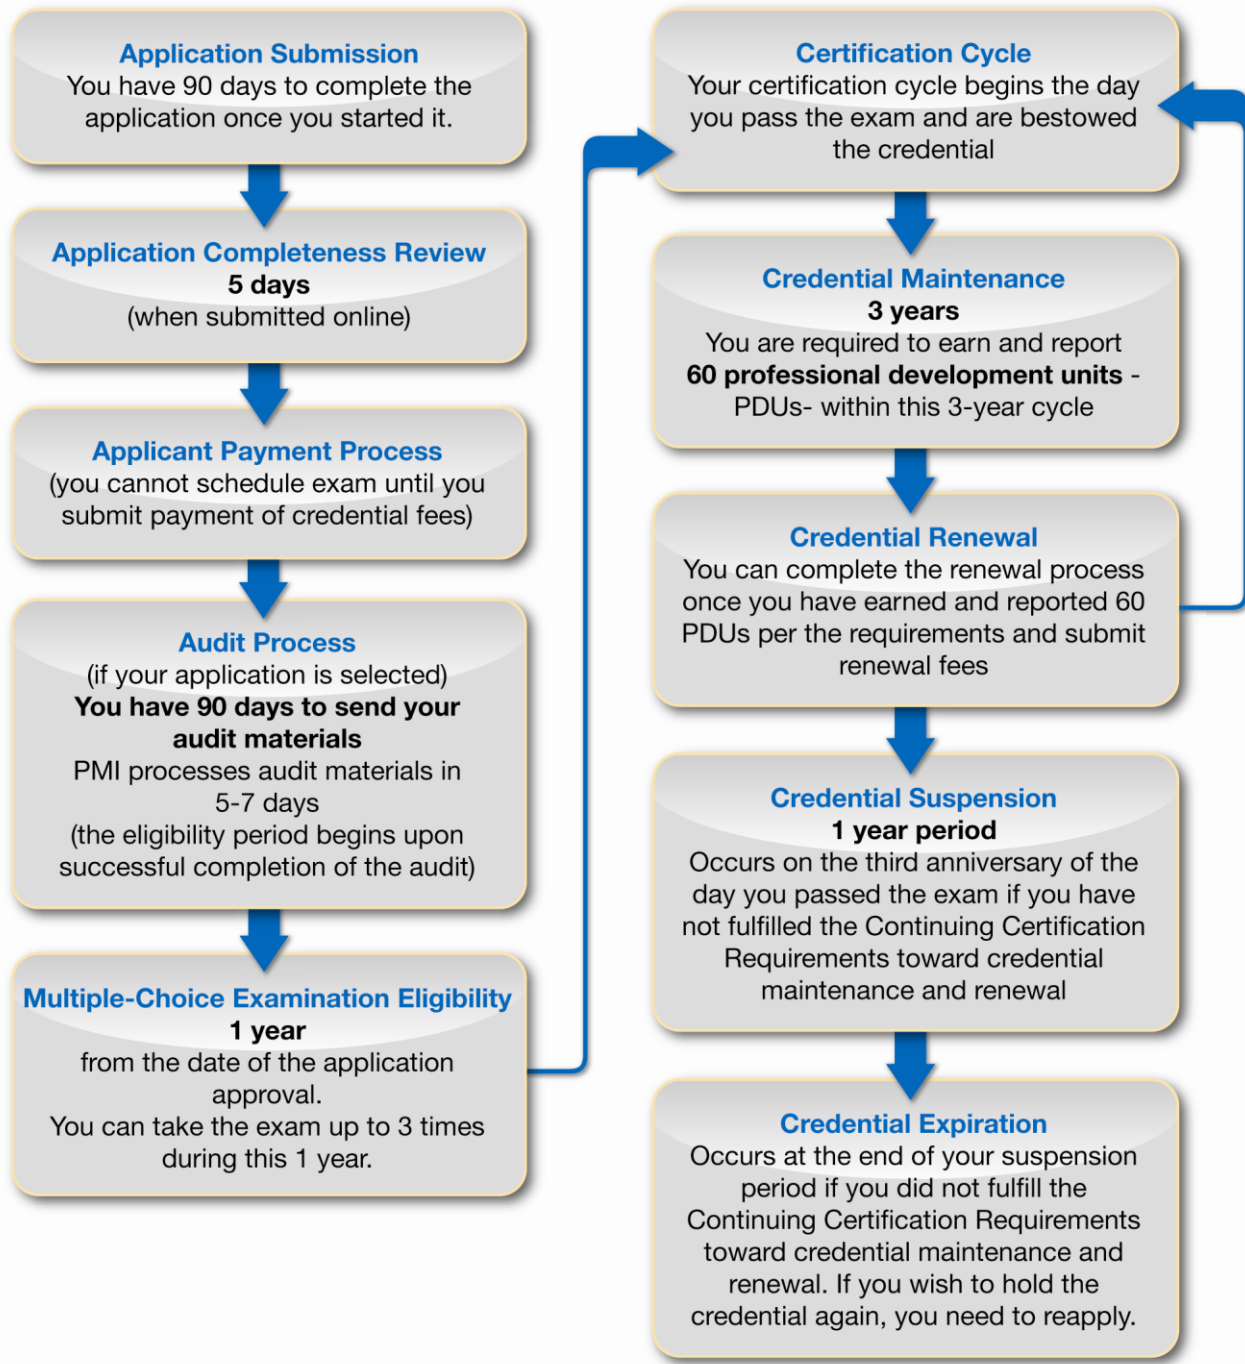 Application Submission
You have 90 days to complete the
application once you started it.
Application Completeness Review
5 days
(when submitted online)
Applicant Payment Process
(you cannot schedule exam until you
submit payment of credential fees)
Audit Process
(if your application is selected)
You have 90 days to send your
audit materials
PMI processes audit materials in
5-7 days
(the eligibility period begins upon
successful completion of the audit)
Multiple-Choice Examination Eligibility
1 year
from the date of the application
approval.
You can take the exam up to 3 times
during this 1 year.
Certification Cycle
Your certification cycle begins the day
you pass the exam and are bestowed
the credential
Credential Maintenance
3 years
You are required to earn and report
60 professional development units -
PDUs- within this 3-year cycle
Credential Renewal
You can complete the renewal process
once you have earned and reported 60
PDUs per the requirements and submit
renewal fees
Credential Suspension
1 year period
Occurs on the third anniversary of the
day you passed the exam if you have
not fulfilled the Continuing Certification
Requirements toward credential
maintenance and renewal
Credential Expiration
Occurs at the end of your suspension
period if you did not fulfill the
Continuing Certification Requirements
toward credential maintenance and
renewal. If you wish to hold the
credential again, you need to reapply.